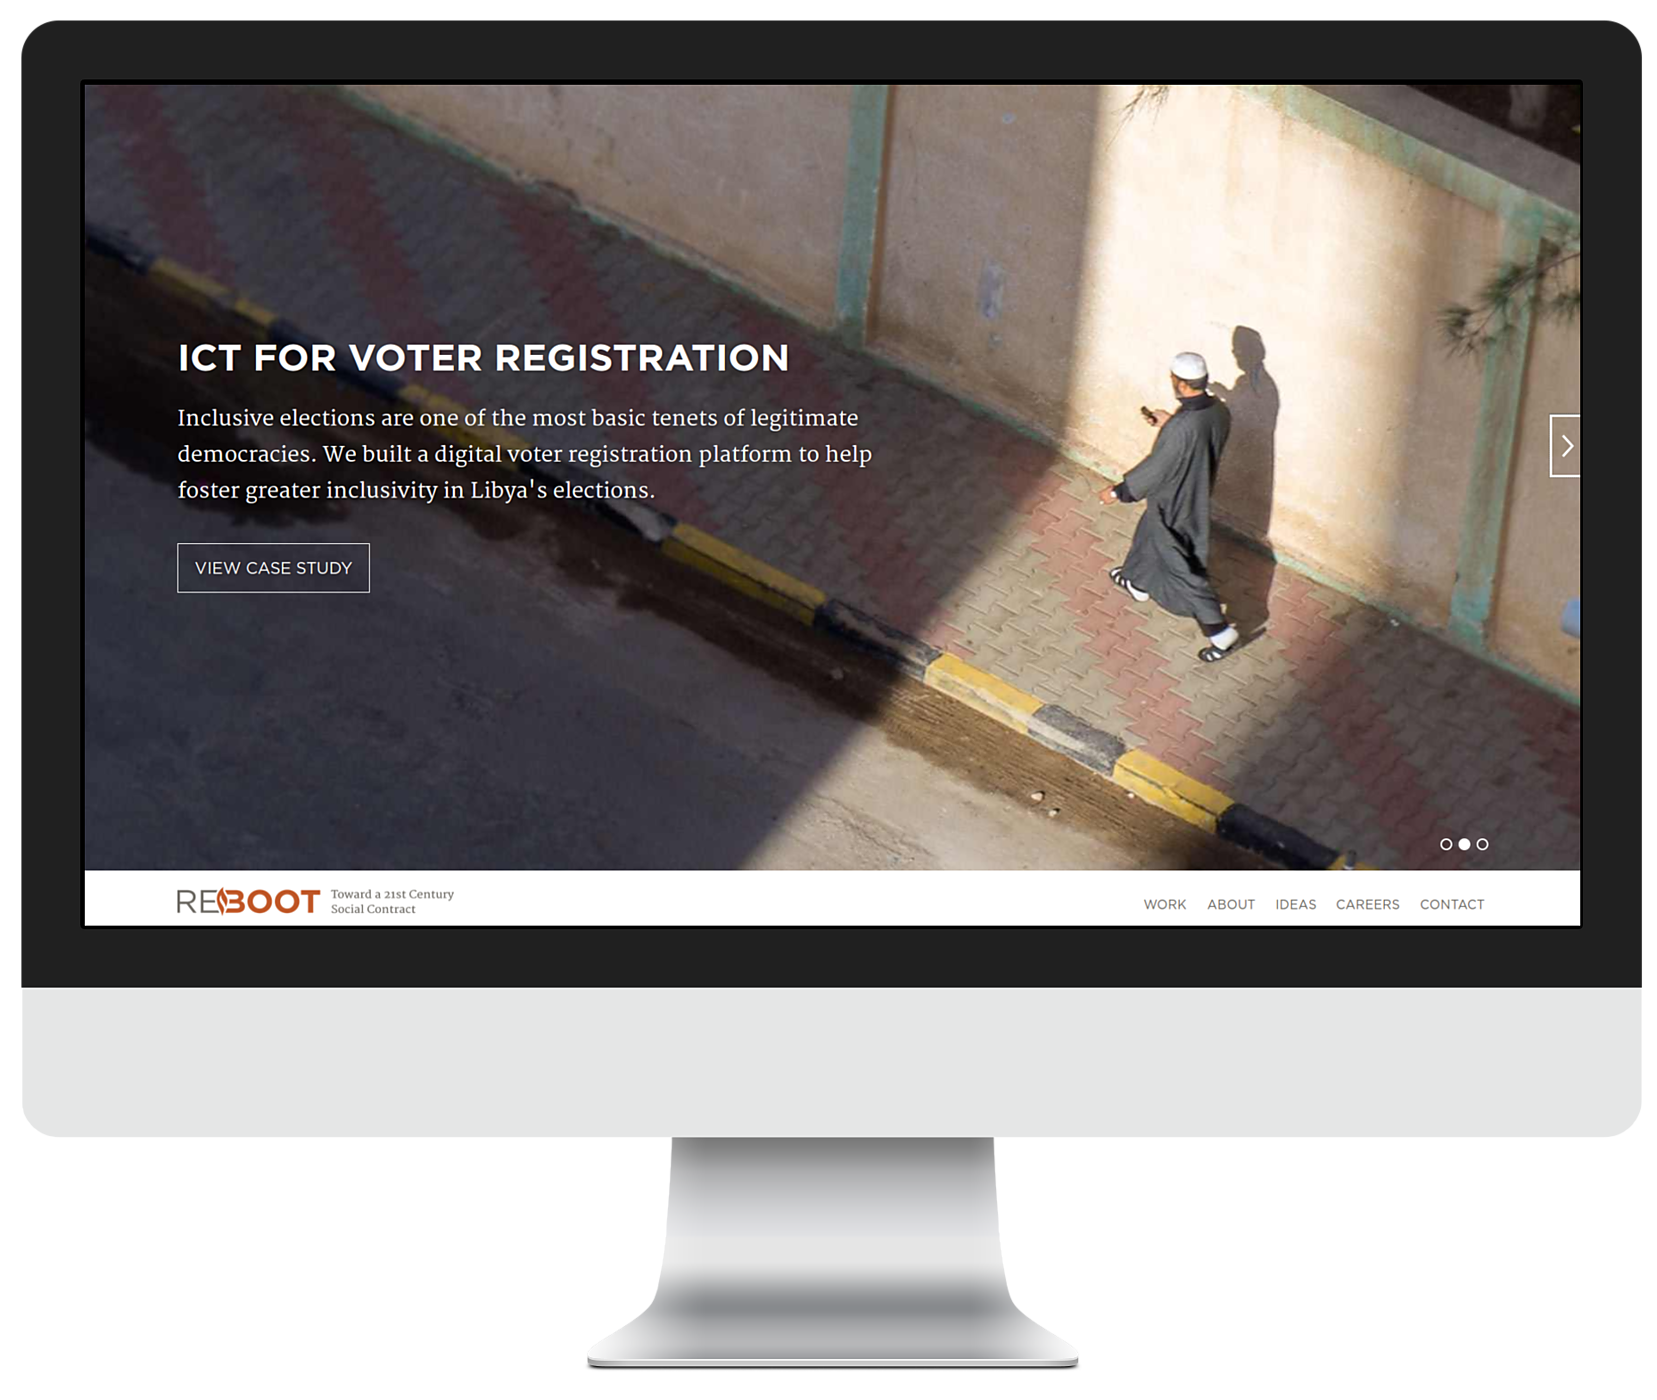 ICT FOR VOTER REGISTRATION
Inclusive elections are one of the most basic tenets of legitimate
democracies. We built a digital voter registration platform to help
foster greater inclusivity in Libya's elections.
VIEW CASE STUDY
REBOOT
Toward a 21st Century
Social Contract
WORK ABOUT IDEAS CAREERS CONTACT